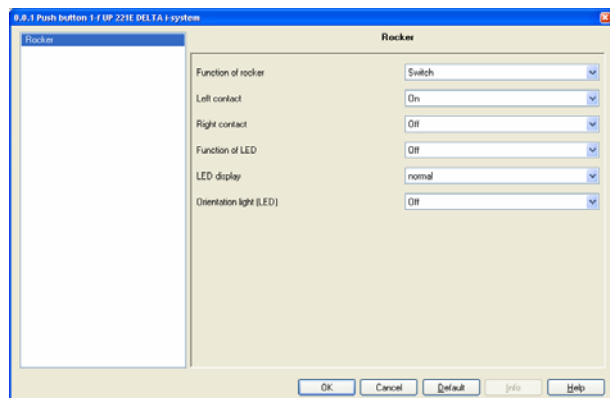 0.0.1 Push button 1-f UP 221E DELTA i-system
Rocker
Rocker
Function of rocker Switch
Left contact On
Right contact Off
Function of LED Off
LED display normal
Orientation light (LED) Off
OK Cancel Default Info Help